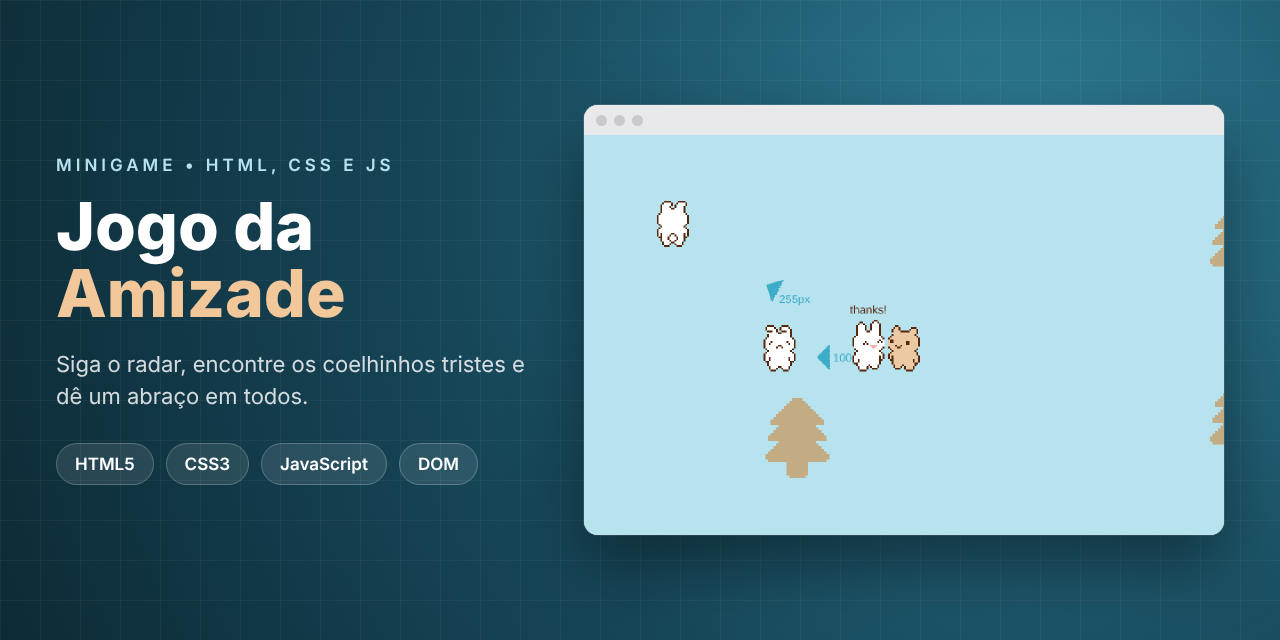 MINIGAME • HTML, CSS E JS
Jogo da
Amizade
Siga o radar, encontre os coelhinhos tristes e
dê um abraço em todos.
HTML5
CSS3
JavaScript
DOM
255px
thanks!
100